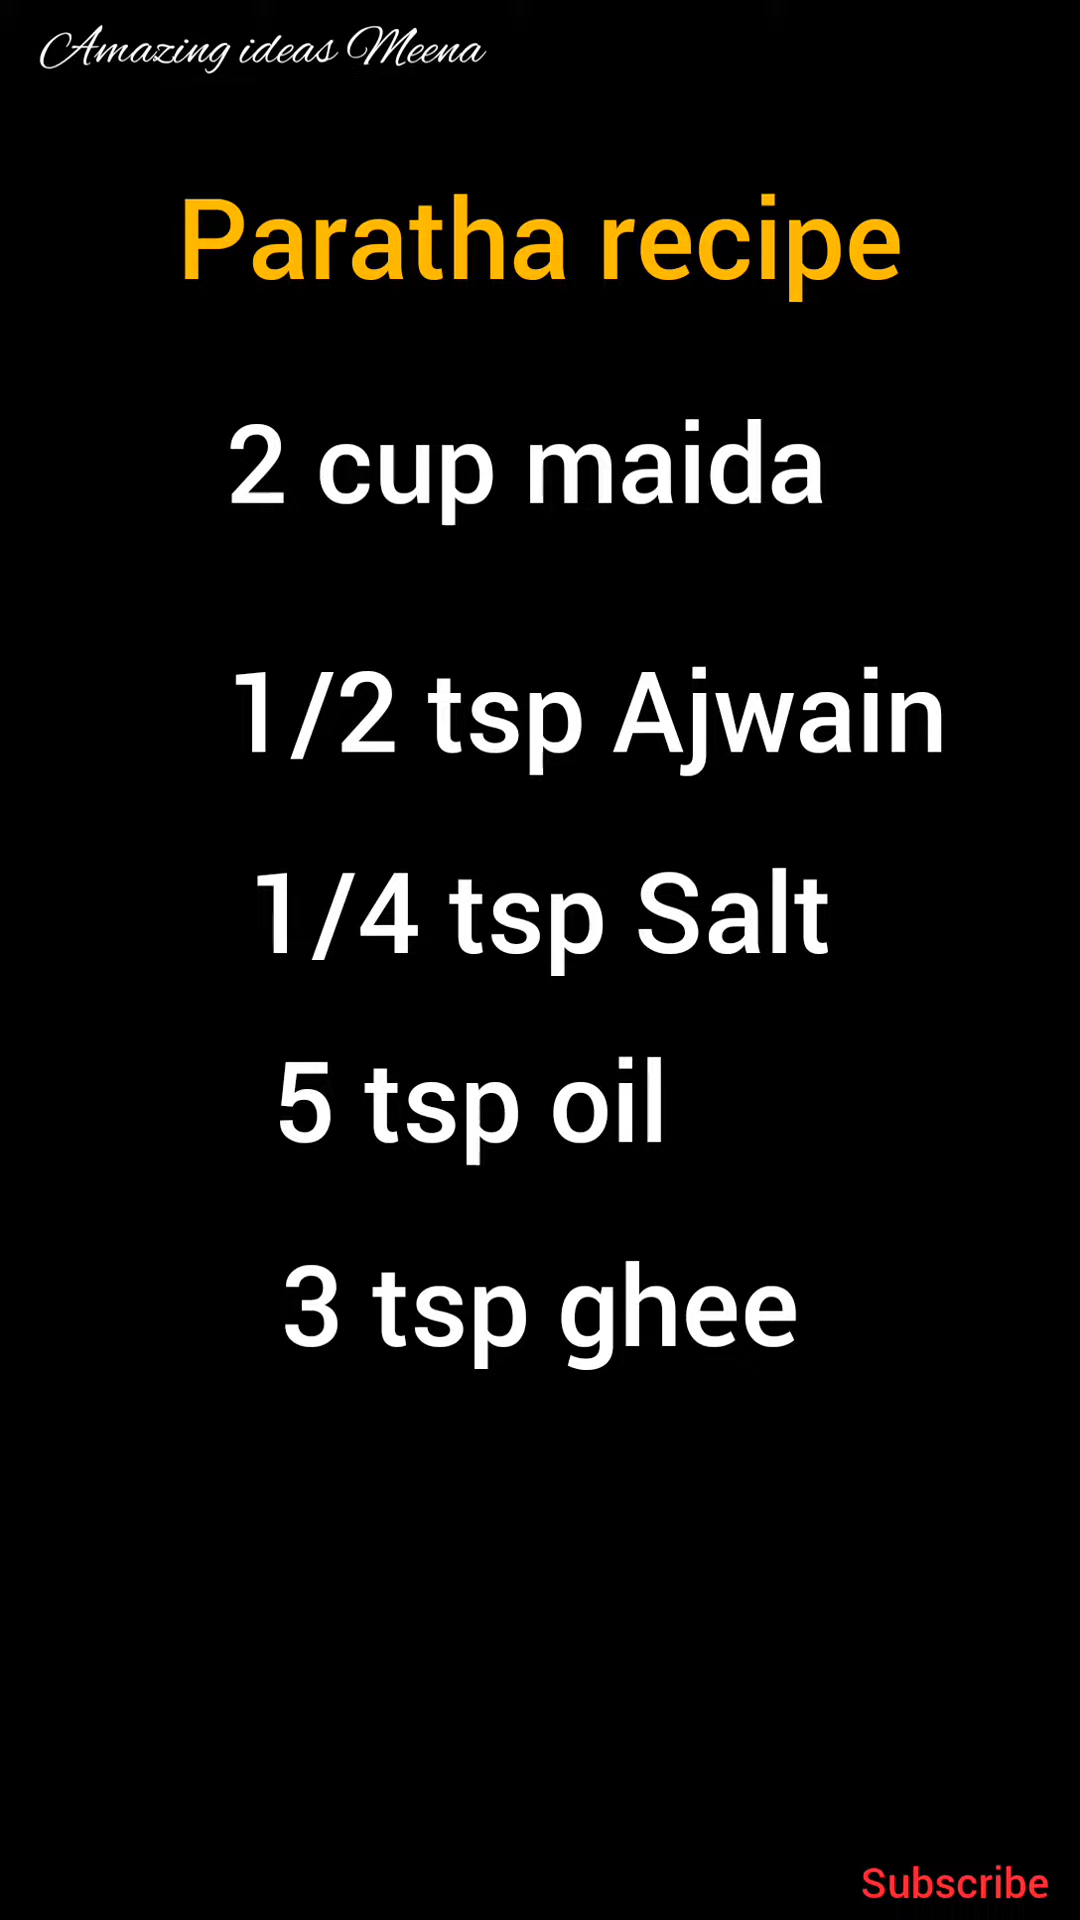 Amazing ideas Meena
Paratha recipe
2 cup maida
1/2 tsp Ajwain
1/4 tsp Salt
5 tsp oil
3 tsp ghee
Subscribe